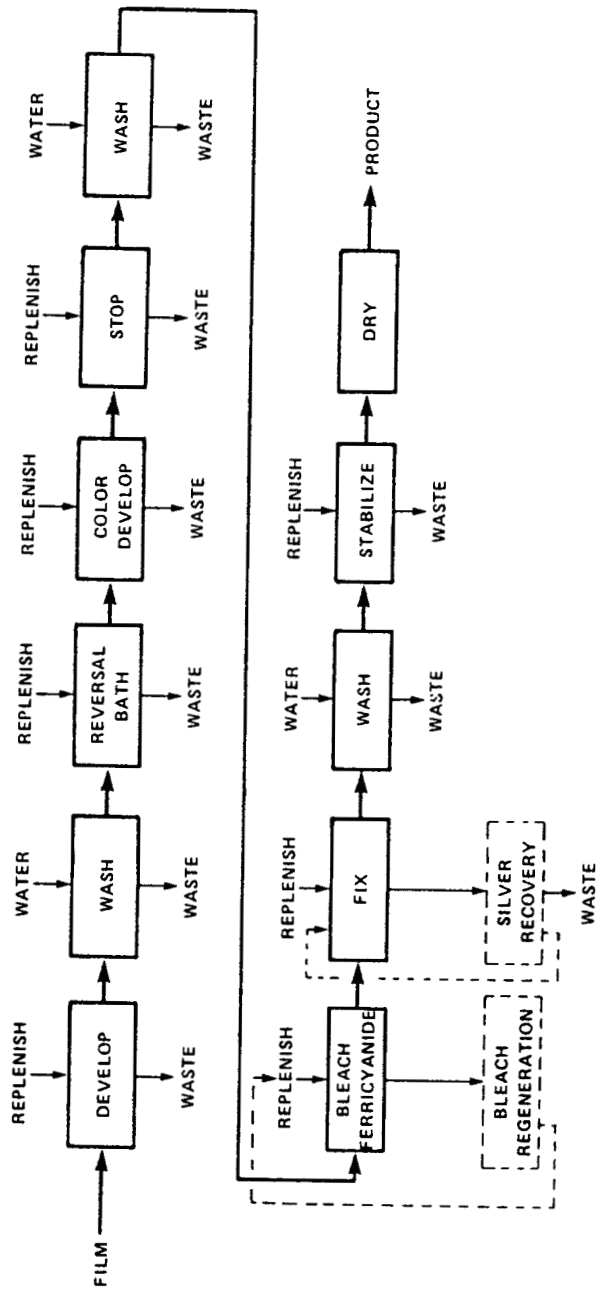 FILM
REPLENISH
DEVELOP
WASTE
WATER
WASH
WASTE
REPLENISH
REVERSAL
BATH
WASTE
REPLENISH
COLOR
DEVELOP
WASTE
REPLENISH
STOP
WASTE
WATER
WASH
WASTE
REPLENISH
BLEACH
FERRICYANIDE
BLEACH
REGENERATION
REPLENISH
FIX
SILVER
RECOVERY
WASTE
WATER
WASH
WASTE
REPLENISH
STABILIZE
WASTE
DRY
PRODUCT